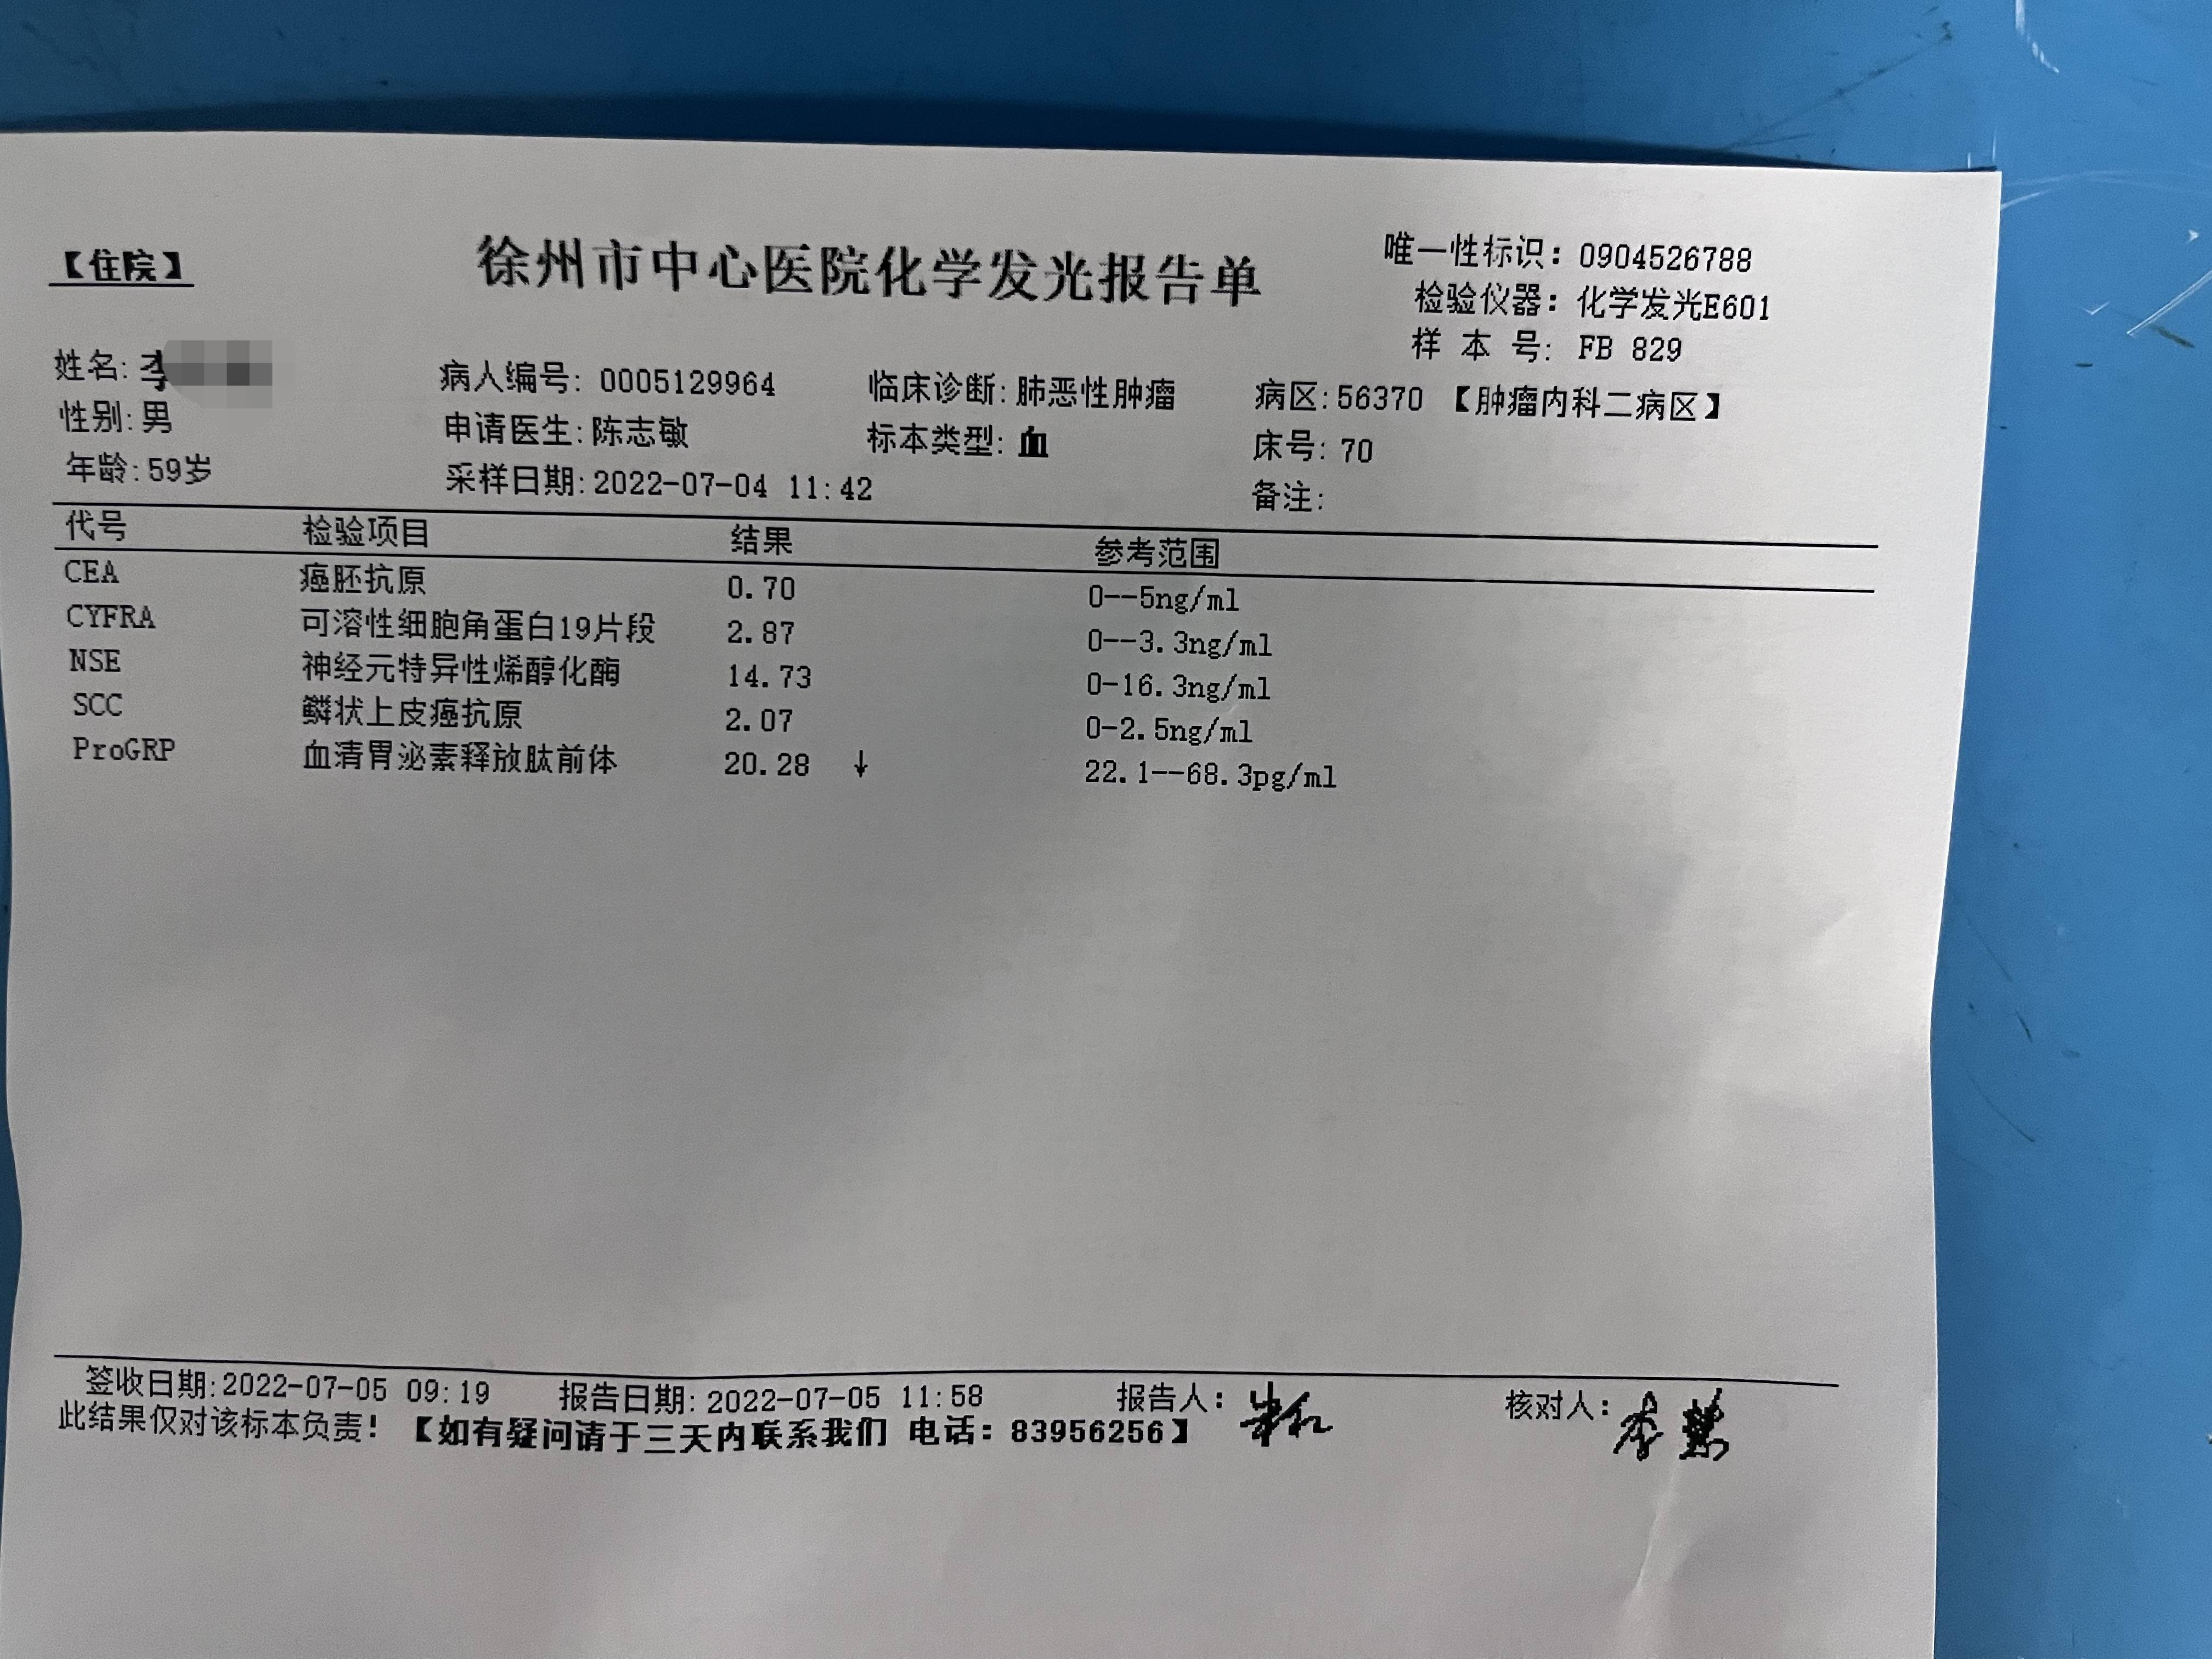 【住院】
徐州市中心医院化学发光报告单
唯一性标识：0904526788
检验仪器：化学发光E601
样 本 号： FB 829
姓名：李
病人编号：0005129964 临床诊断：肺恶性肿瘤 病区：56370 【肿瘤内科二病区】
性别：男 申请医生：陈志敏 标本类型：血 床号：70
年龄：59岁 采样日期：2022-07-04 11:42 备注：
代号 检验项目 结果 参考范围
CEA 癌胚抗原 0.70 0--5ng/ml
CYFRA 可溶性细胞角蛋白19片段 2.87 0--3.3ng/ml
NSE 神经元特异性烯醇化酶 14.73 0-16.3ng/ml
SCC 鳞状上皮癌抗原 2.07 0-2.5ng/ml
ProGRP 血清胃泌素释放肽前体 20.28 ↓ 22.1--68.3pg/ml
签收日期：2022-07-05 09:19 报告日期：2022-07-05 11:58 报告人： 核对人：
此结果仅对该标本负责！【如有疑问请于三天内联系我们 电话：83956256】